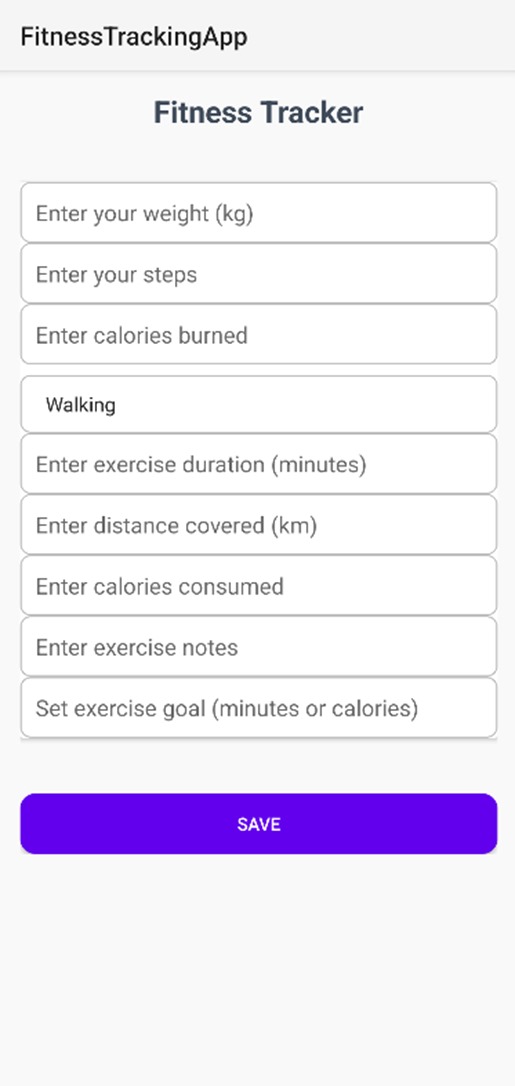 FitnessTrackingApp
Fitness Tracker
Enter your weight (kg)
Enter your steps
Enter calories burned
Walking
Enter exercise duration (minutes)
Enter distance covered (km)
Enter calories consumed
Enter exercise notes
Set exercise goal (minutes or calories)
SAVE